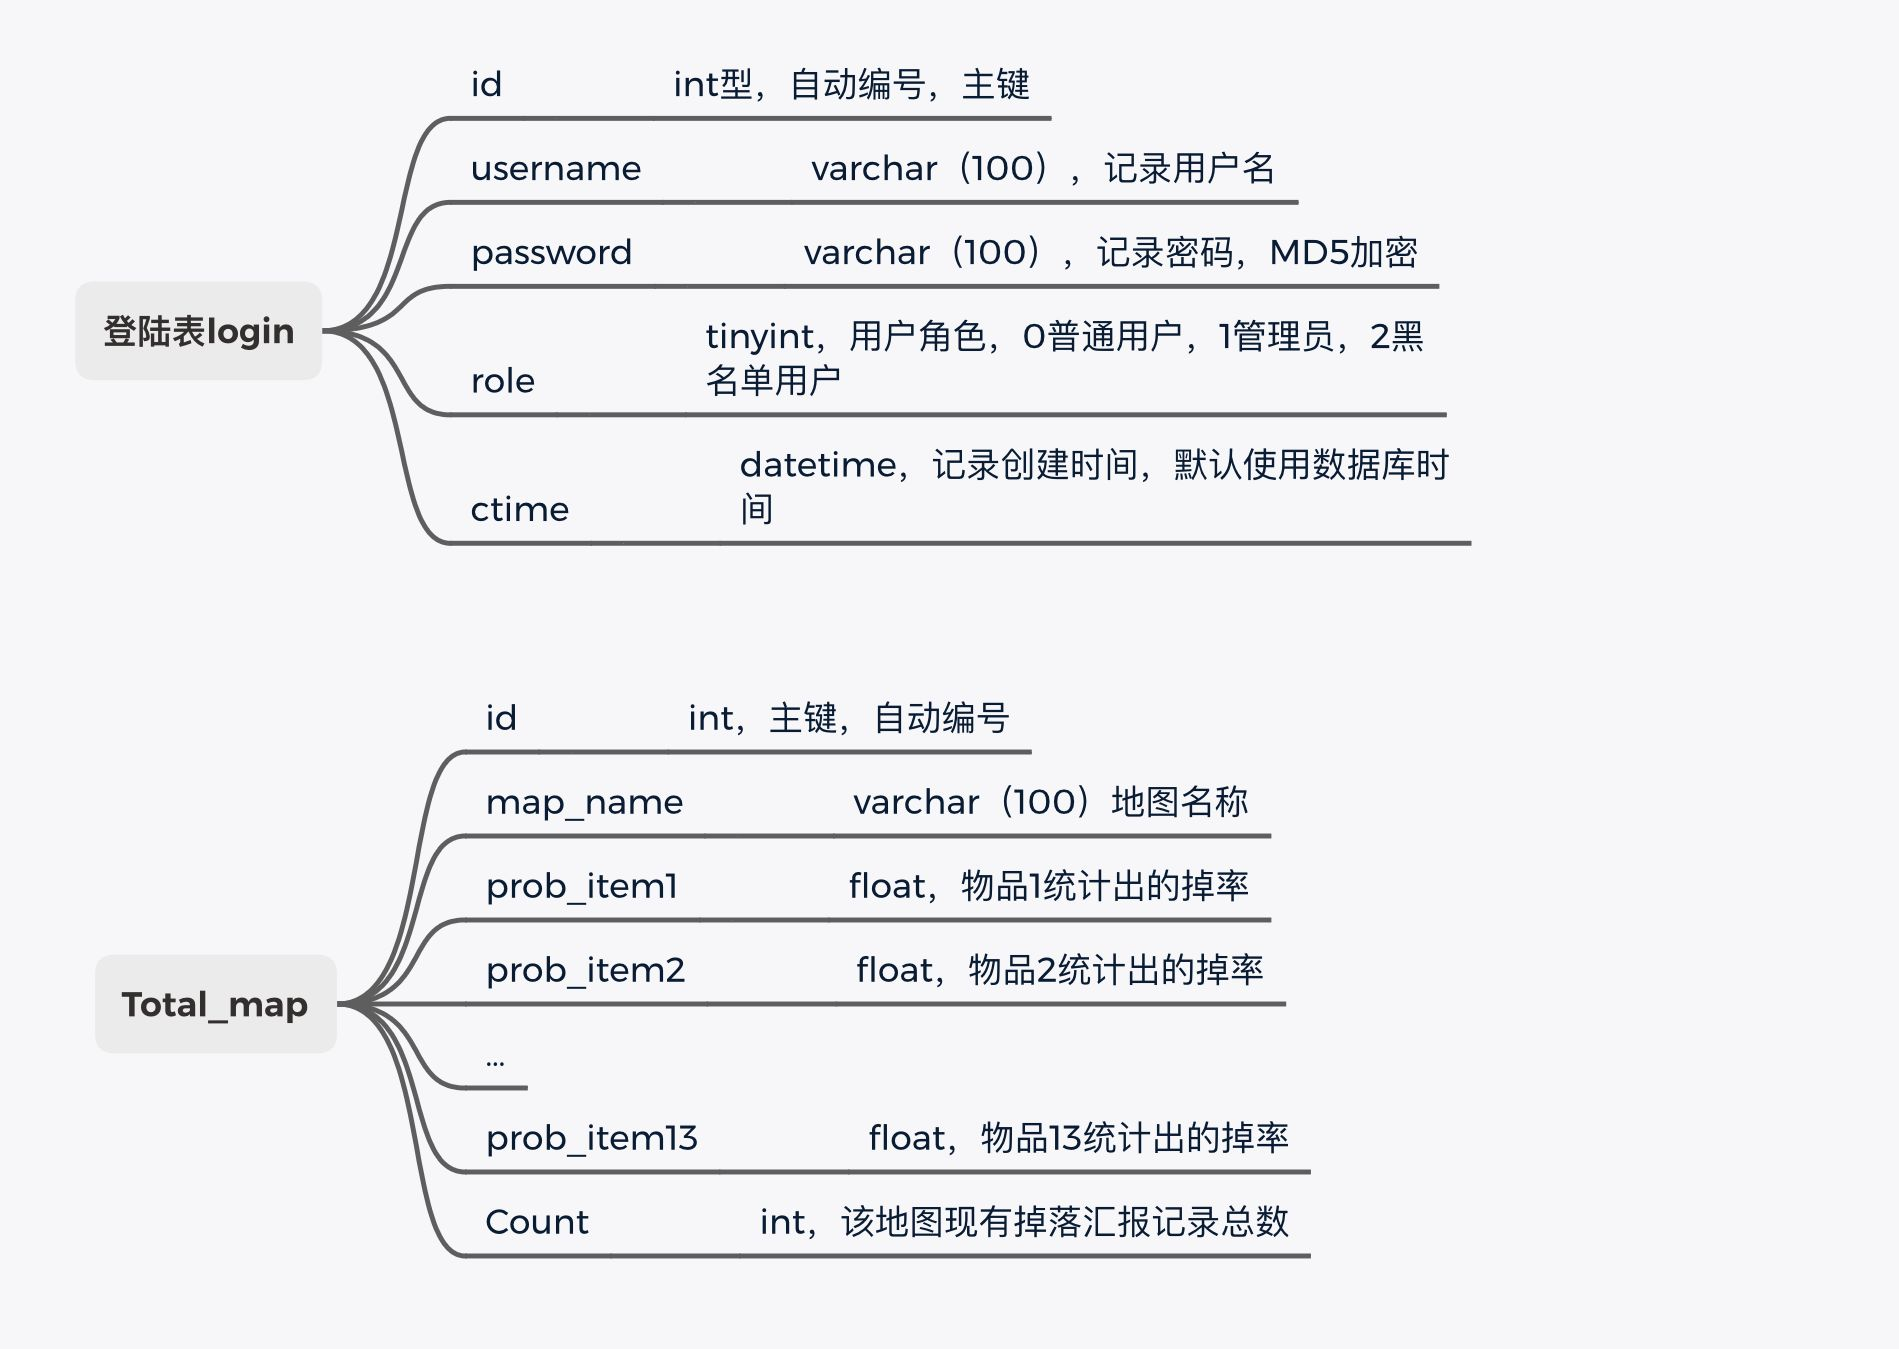 id int型，自动编号，主键
username varchar（100），记录用户名
password varchar（100），记录密码，MD5加密
登陆表login
role tinyint，用户角色，0普通用户，1管理员，2黑
名单用户
ctime datetime，记录创建时间，默认使用数据库时
间
id int，主键，自动编号
map_name varchar（100）地图名称
prob_item1 float，物品1统计出的掉率
prob_item2 float，物品2统计出的掉率
Total_map
...
prob_item13 float，物品13统计出的掉率
Count int，该地图现有掉落汇报记录总数